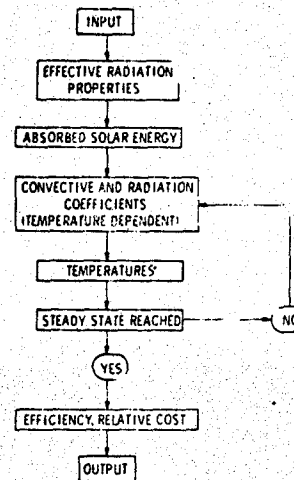 INPUT
EFFECTIVE RADIATION
PROPERTIES
ABSORBED SOLAR ENERGY
CONVECTIVE AND RADIATION
COEFFICIENTS
(TEMPERATURE DEPENDENT)
TEMPERATURES
STEADY STATE REACHED
NO
YES
EFFICIENCY, RELATIVE COST
OUTPUT